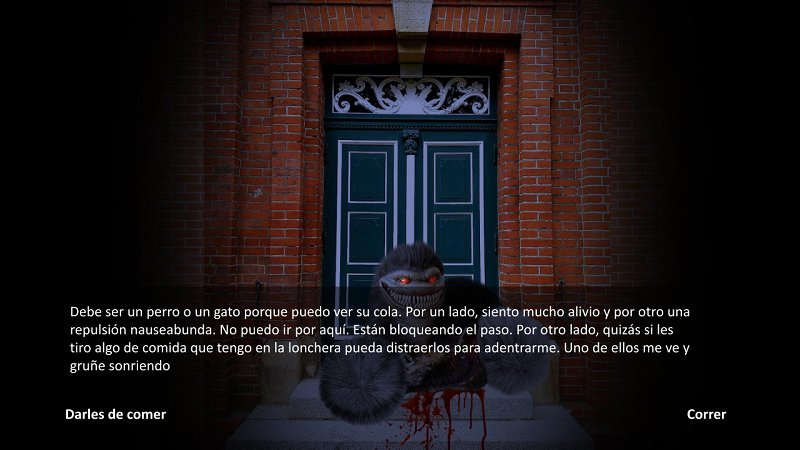 Debe ser un perro o un gato porque puedo ver su cola. Por un lado, siento mucho alivio y por otro una
repulsión nauseabunda. No puedo ir por aquí. Están bloqueando el paso. Por otro lado, quizás si les
tiro algo de comida que tengo en la lonchera pueda distraerlos para adentrarme. Uno de ellos me ve y
gruñe sonriendo
Darles de comer
Correr